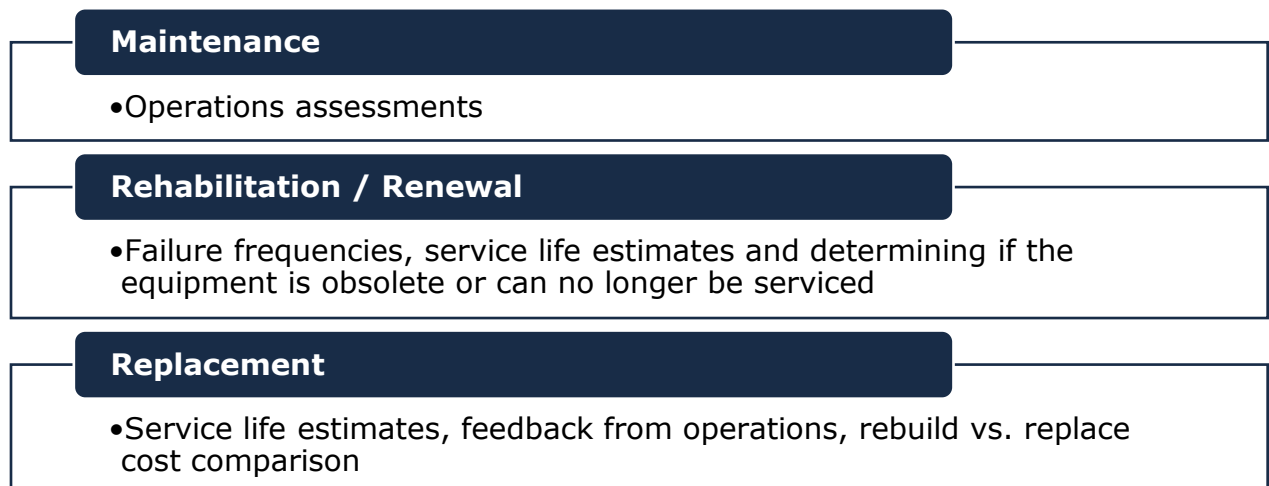 Maintenance
•Operations assessments
Rehabilitation / Renewal
•Failure frequencies, service life estimates and determining if the
equipment is obsolete or can no longer be serviced
Replacement
•Service life estimates, feedback from operations, rebuild vs. replace
cost comparison